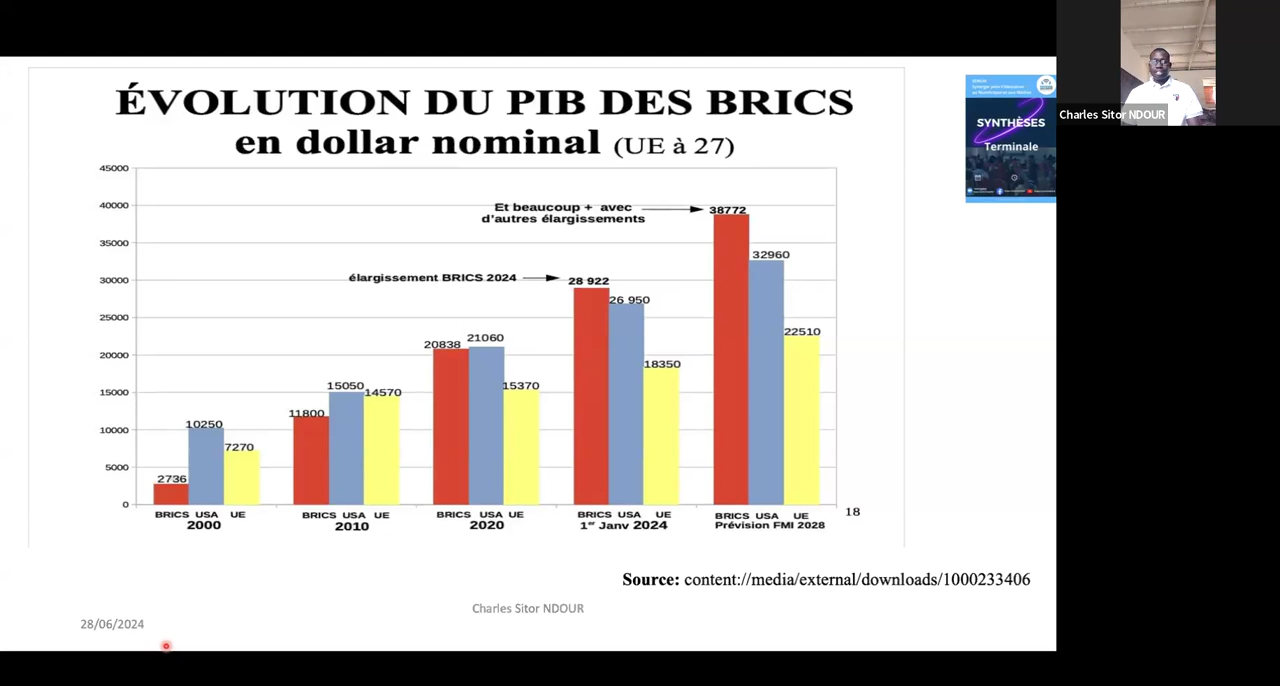 ÉVOLUTION DU PIB DES BRICS
en dollar nominal (UE à 27)
45000
40000
35000
30000
25000
20000
15000
10000
5000
0
Et beaucoup + avec
d'autres élargissements
38772
32960
22510
élargissement BRICS 2024
28 922
26 950
18350
20838
21060
15370
11800
15050
14570
2736
10250
7270
BRICS USA UE
2000
BRICS USA UE
2010
BRICS USA UE
2020
BRICS USA UE
1er Janv 2024
BRICS USA UE
Prévision FMI 2028
18
Source: content://media/external/downloads/1000233406
Charles Sitor NDOUR
28/06/2024
SYNTHÈSES
Terminale
Charles Sitor NDOUR